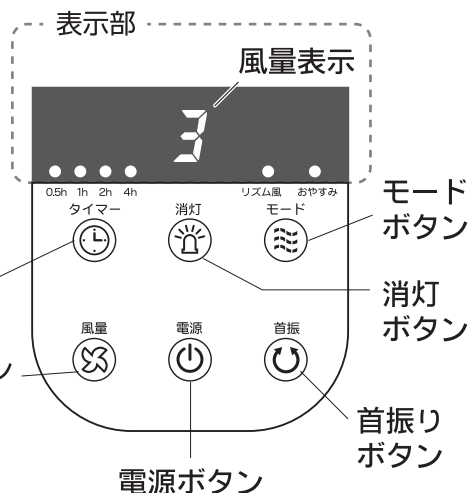 表示部
風量表示
3
0.5h 1h 2h 4h リズム風 おやすみ
タイマー 消灯 モード
モード
ボタン
消灯
ボタン
風量 電源 首振
ン
首振り
ボタン
電源ボタン